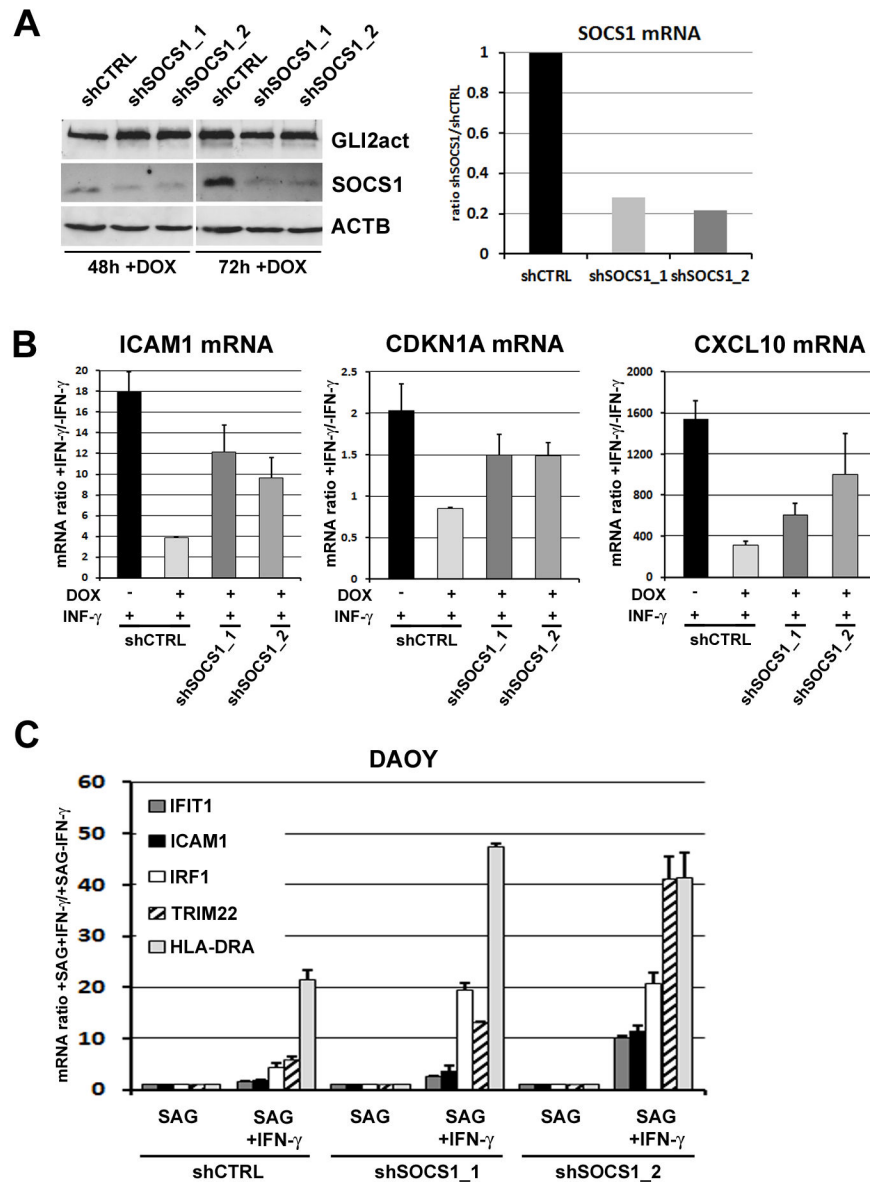 A
shCTRL
shSOCS1_1
shSOCS1_2
shCTRL
shSOCS1_1
shSOCS1_2
GLI2act
SOCS1
ACTB
48h +DOX
72h +DOX
SOCS1 mRNA
ratio shSOCS1/shCTRL
1
0.8
0.6
0.4
0.2
0
shCTRL
shSOCS1_1
shSOCS1_2
B
ICAM1 mRNA
mRNA ratio +IFN-γ/-IFN-γ
20
18
16
14
12
10
8
6
4
2
0
DOX - + + +
INF-γ + + + +
shCTRL
shSOCS1_1
shSOCS1_2
CDKN1A mRNA
mRNA ratio +IFN-γ/-IFN-γ
2.5
2
1.5
1
0.5
0
- + + +
+ + + +
shCTRL
shSOCS1_1
shSOCS1_2
CXCL10 mRNA
mRNA ratio +IFN-γ/-IFN-γ
1600
1200
800
400
0
DOX - + + +
INF-γ + + + +
shCTRL
shSOCS1_1
shSOCS1_2
C
DAOY
mRNA ratio +SAG+IFN-γ/+SAG-IFN-γ
60
50
40
30
20
10
0
IFIT1
ICAM1
IRF1
TRIM22
HLA-DRA
SAG
SAG
+IFN-γ
SAG
SAG
+IFN-γ
SAG
SAG
+IFN-γ
shCTRL
shSOCS1_1
shSOCS1_2